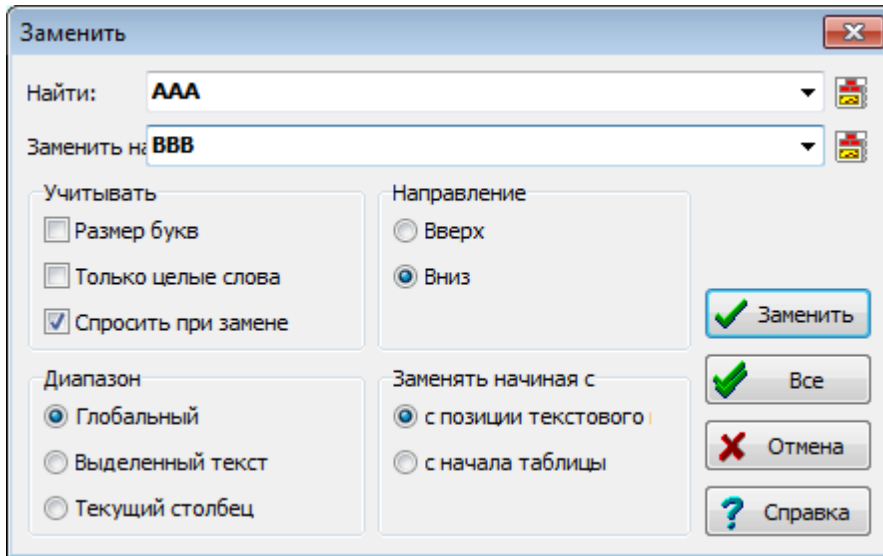 Заменить
Найти: AAA
Заменить на BBB
Учитывать
Размер букв
Только целые слова
Спросить при замене
Направление
Вверх
Вниз
Диапазон
Глобальный
Выделенный текст
Текущий столбец
Заменять начиная с
с позиции текстового
с начала таблицы
Заменить
Все
Отмена
Справка